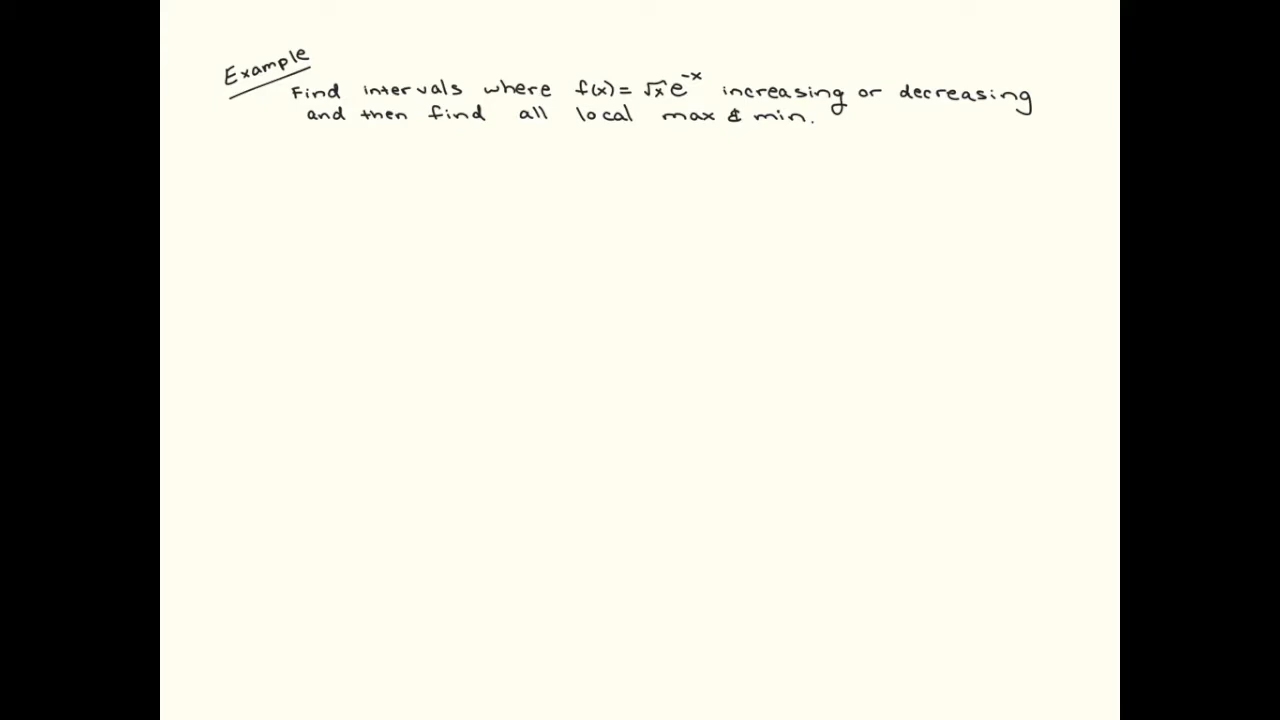 Example
Find intervals where f(x)= √x e^-x increasing or decreasing
and then find all local max & min.